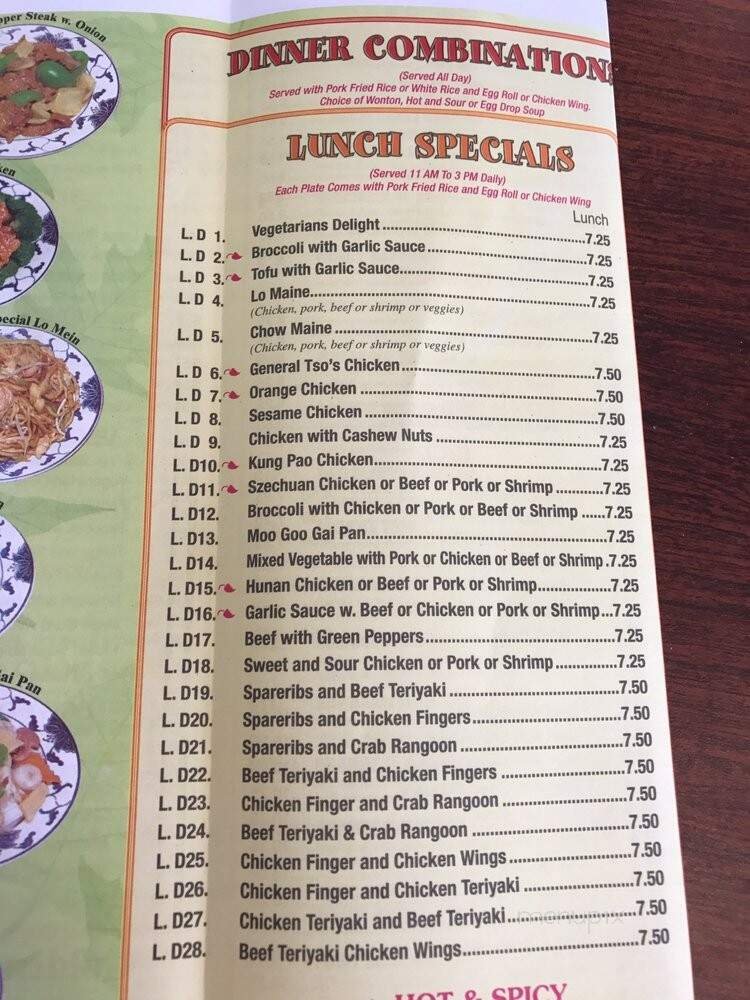 pper Steak w. Onion
ken
pecial Lo Mein
ai Pan
DINNER COMBINATIONS
(Served All Day)
Served with Pork Fried Rice or White Rice and Egg Roll or Chicken Wing.
Choice of Wonton, Hot and Sour or Egg Drop Soup
LUNCH SPECIALS
(Served 11 AM To 3 PM Daily)
Each Plate Comes with Pork Fried Rice and Egg Roll or Chicken Wing
Lunch
L. D 1. Vegetarians Delight 7.25
L. D 2. Broccoli with Garlic Sauce 7.25
L. D 3. Tofu with Garlic Sauce 7.25
L. D 4. Lo Maine 7.25
(Chicken, pork, beef or shrimp or veggies)
L. D 5. Chow Maine 7.25
(Chicken, pork, beef or shrimp or veggies)
L. D 6. General Tso's Chicken 7.50
L. D 7. Orange Chicken 7.50
L. D 8. Sesame Chicken 7.50
L. D 9. Chicken with Cashew Nuts 7.25
L. D10. Kung Pao Chicken 7.25
L. D11. Szechuan Chicken or Beef or Pork or Shrimp 7.25
L. D12. Broccoli with Chicken or Pork or Beef or Shrimp 7.25
L. D13. Moo Goo Gai Pan 7.25
L. D14. Mixed Vegetable with Pork or Chicken or Beef or Shrimp 7.25
L. D15. Hunan Chicken or Beef or Pork or Shrimp 7.25
L. D16. Garlic Sauce w. Beef or Chicken or Pork or Shrimp 7.25
L. D17. Beef with Green Peppers 7.25
L. D18. Sweet and Sour Chicken or Pork or Shrimp 7.25
L. D19. Spareribs and Beef Teriyaki 7.50
L. D20. Spareribs and Chicken Fingers 7.50
L. D21. Spareribs and Crab Rangoon 7.50
L. D22. Beef Teriyaki and Chicken Fingers 7.50
L. D23. Chicken Finger and Crab Rangoon 7.50
L. D24. Beef Teriyaki & Crab Rangoon 7.50
L. D25. Chicken Finger and Chicken Wings 7.50
L. D26. Chicken Finger and Chicken Teriyaki 7.50
L. D27. Chicken Teriyaki and Beef Teriyaki 7.50
L. D28. Beef Teriyaki Chicken Wings 7.50
menupix
HOT & SPICY